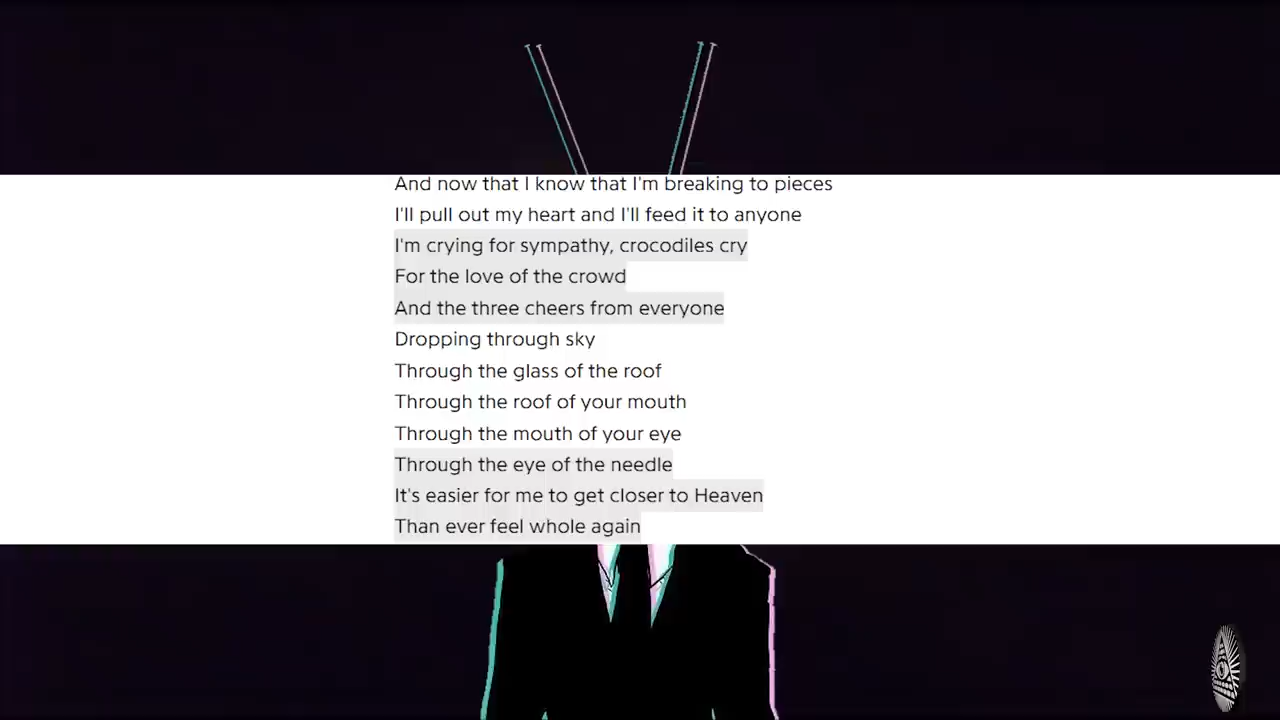 And now that I know that I'm breaking to pieces
I'll pull out my heart and I'll feed it to anyone
I'm crying for sympathy, crocodiles cry
For the love of the crowd
And the three cheers from everyone
Dropping through sky
Through the glass of the roof
Through the roof of your mouth
Through the mouth of your eye
Through the eye of the needle
It's easier for me to get closer to Heaven
Than ever feel whole again